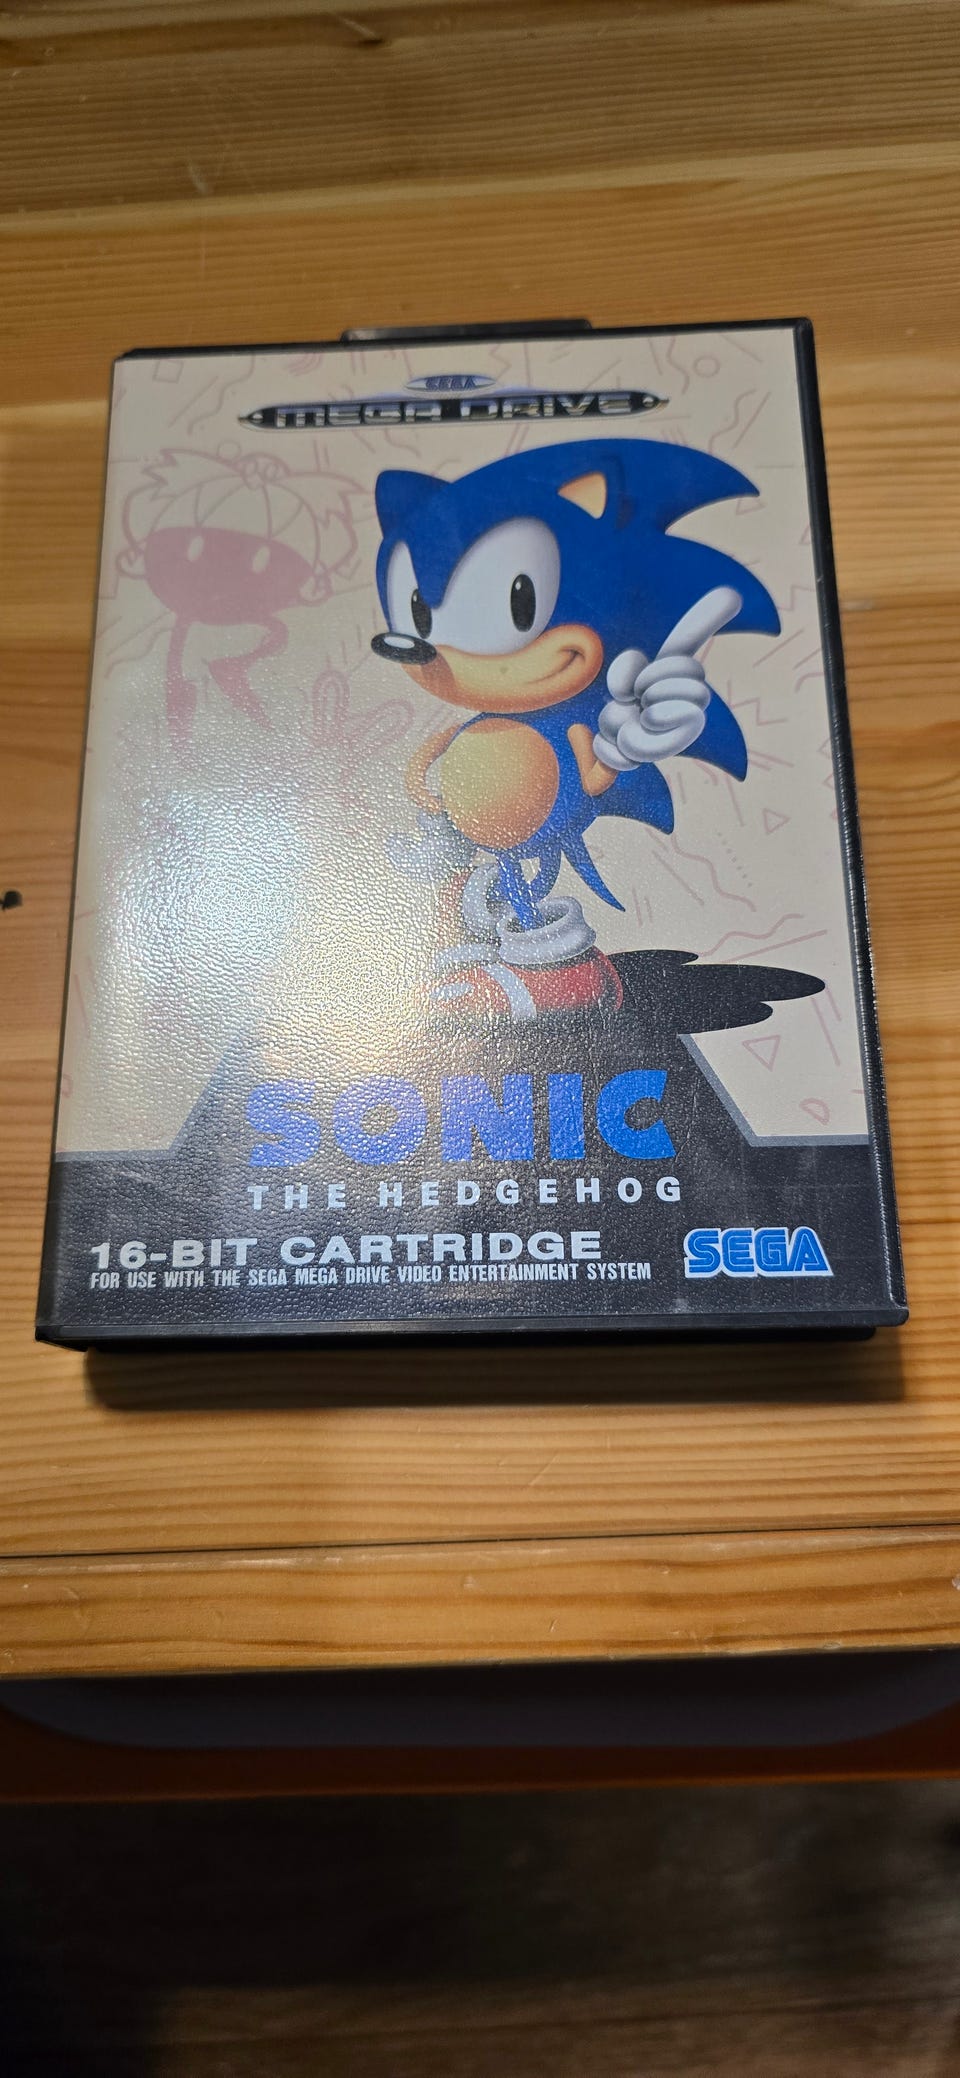 SEGA
MEGA DRIVE
SONIC
THE HEDGEHOG
16-BIT CARTRIDGE
FOR USE WITH THE SEGA MEGA DRIVE VIDEO ENTERTAINMENT SYSTEM
SEGA